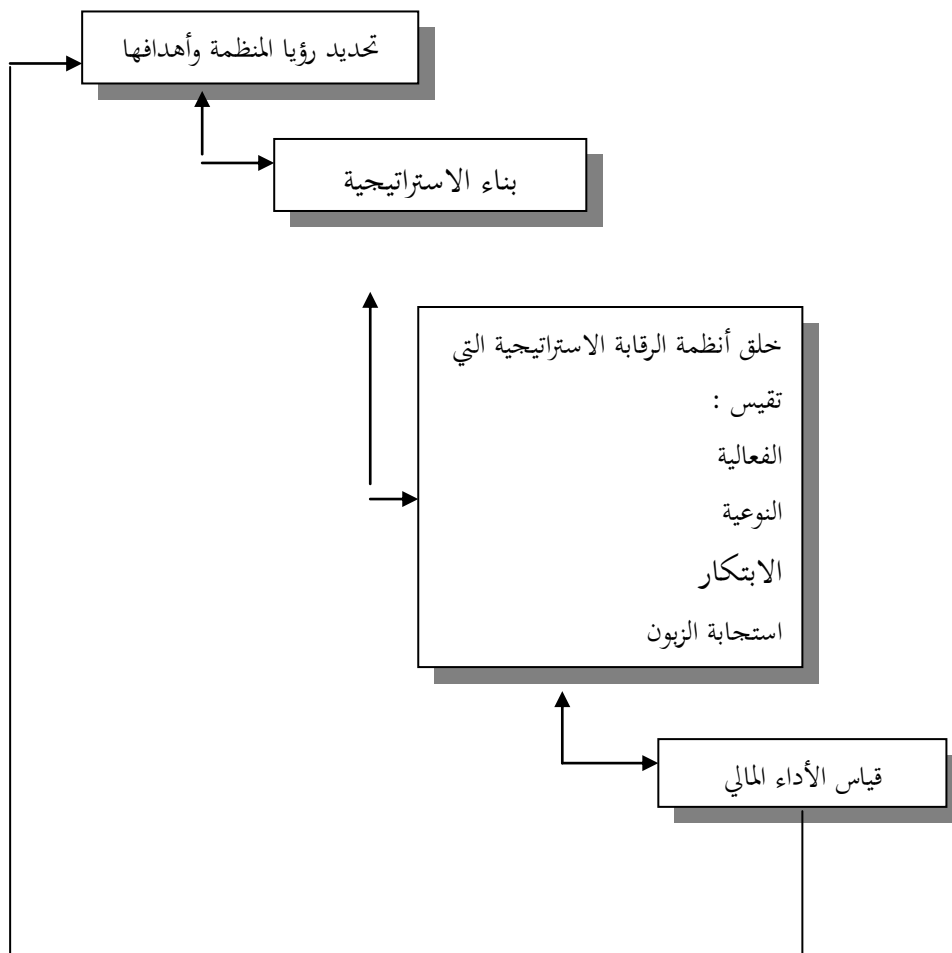 تحديد رؤيا المنظمة وأهدافها
بناء الاستراتيجية
خلق أنظمة الرقابة الاستراتيجية التي
تقيس :
الفعالية
النوعية
الابتكار
استجابة الزبون
قياس الأداء المالي